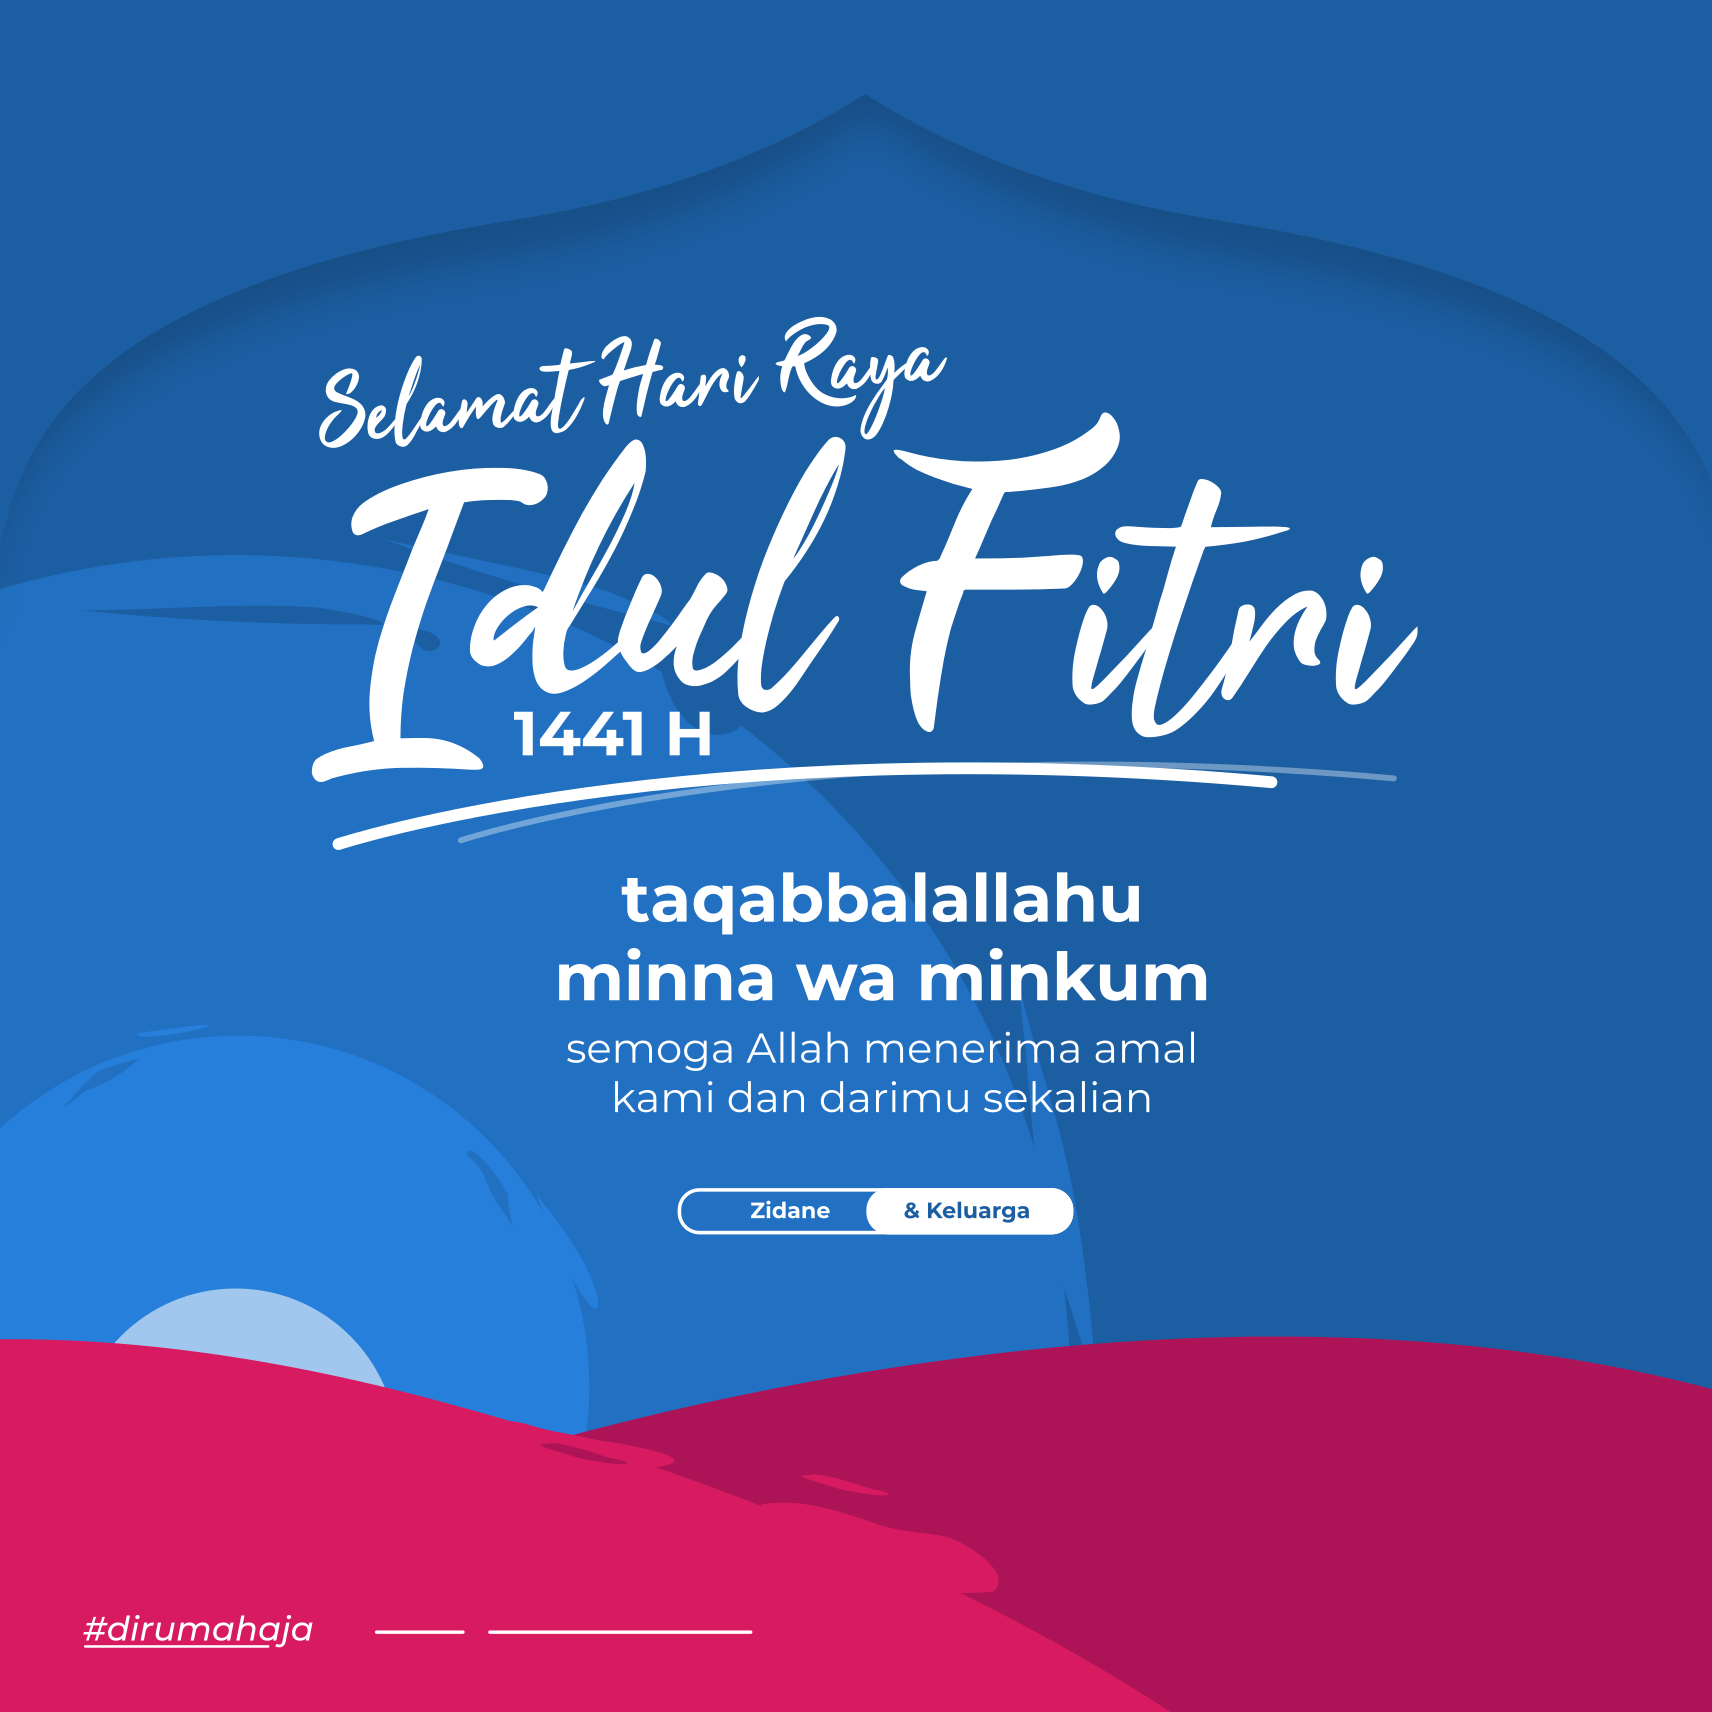 Selamat Hari Raya
Idul Fitri
1441 H
taqabbalallahu
minna wa minkum
semoga Allah menerima amal
kami dan darimu sekalian
Zidane & Keluarga
#dirumahaja